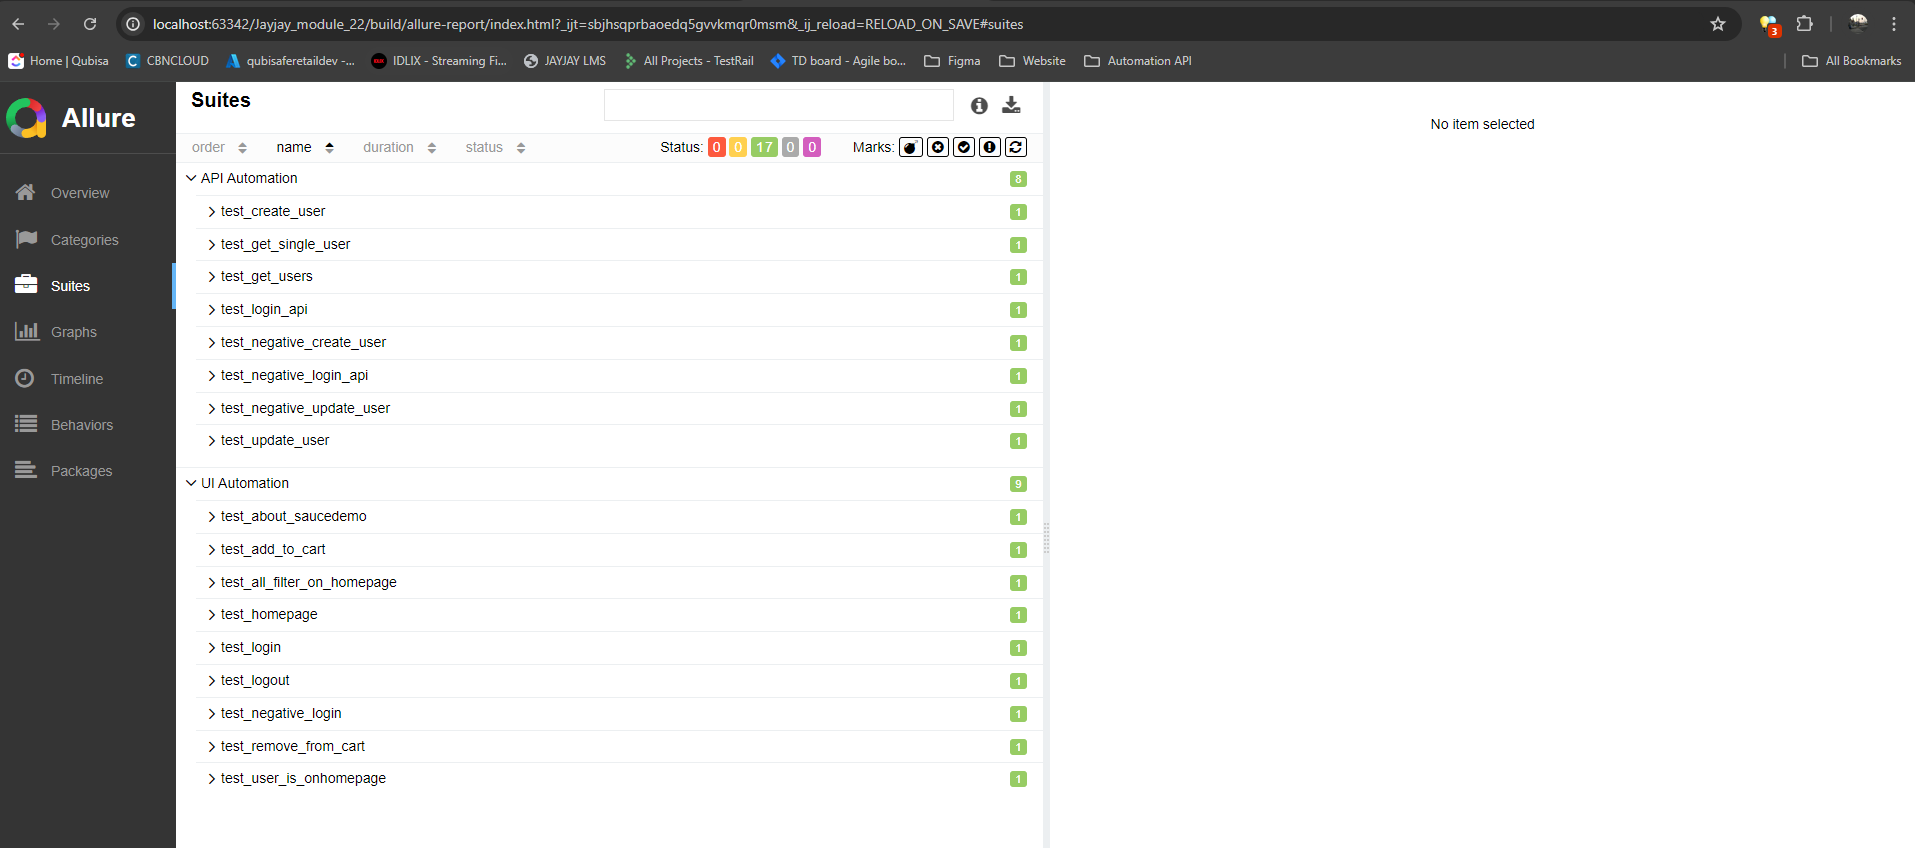 localhost:63342/Jayjay_module_22/build/allure-report/index.html?_ijt=sbjhsqprbaoedq5gvvkmqr0msm&_ij_reload=RELOAD_ON_SAVE#suites
3
Home | Qubisa CBNCLOUD qubisaferetaildev -... IDLIX - Streaming Fi... JAYJAY LMS All Projects - TestRail TD board - Agile bo... Figma Website Automation API All Bookmarks
Allure
Overview
Categories
Suites
Graphs
Timeline
Behaviors
Packages
Suites
order name duration status Status: 0 0 17 0 0 Marks:
API Automation 8
test_create_user 1
test_get_single_user 1
test_get_users 1
test_login_api 1
test_negative_create_user 1
test_negative_login_api 1
test_negative_update_user 1
test_update_user 1
UI Automation 9
test_about_saucedemo 1
test_add_to_cart 1
test_all_filter_on_homepage 1
test_homepage 1
test_login 1
test_logout 1
test_negative_login 1
test_remove_from_cart 1
test_user_is_onhomepage 1
No item selected